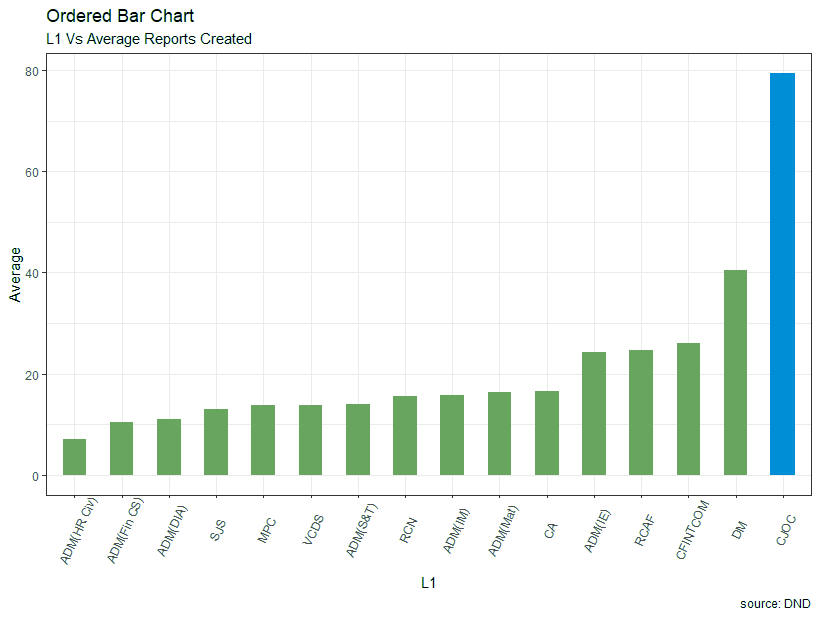 Ordered Bar Chart
L1 Vs Average Reports Created
Average
80
60
40
20
0
ADM(HR Civ)
ADM(Fin CS)
ADM(DIA)
SJS
MPC
VCDS
ADM(S&T)
RCN
ADM(IM)
ADM(Mat)
CA
ADM(IE)
RCAF
CFINTCOM
DM
CJOC
L1
source: DND